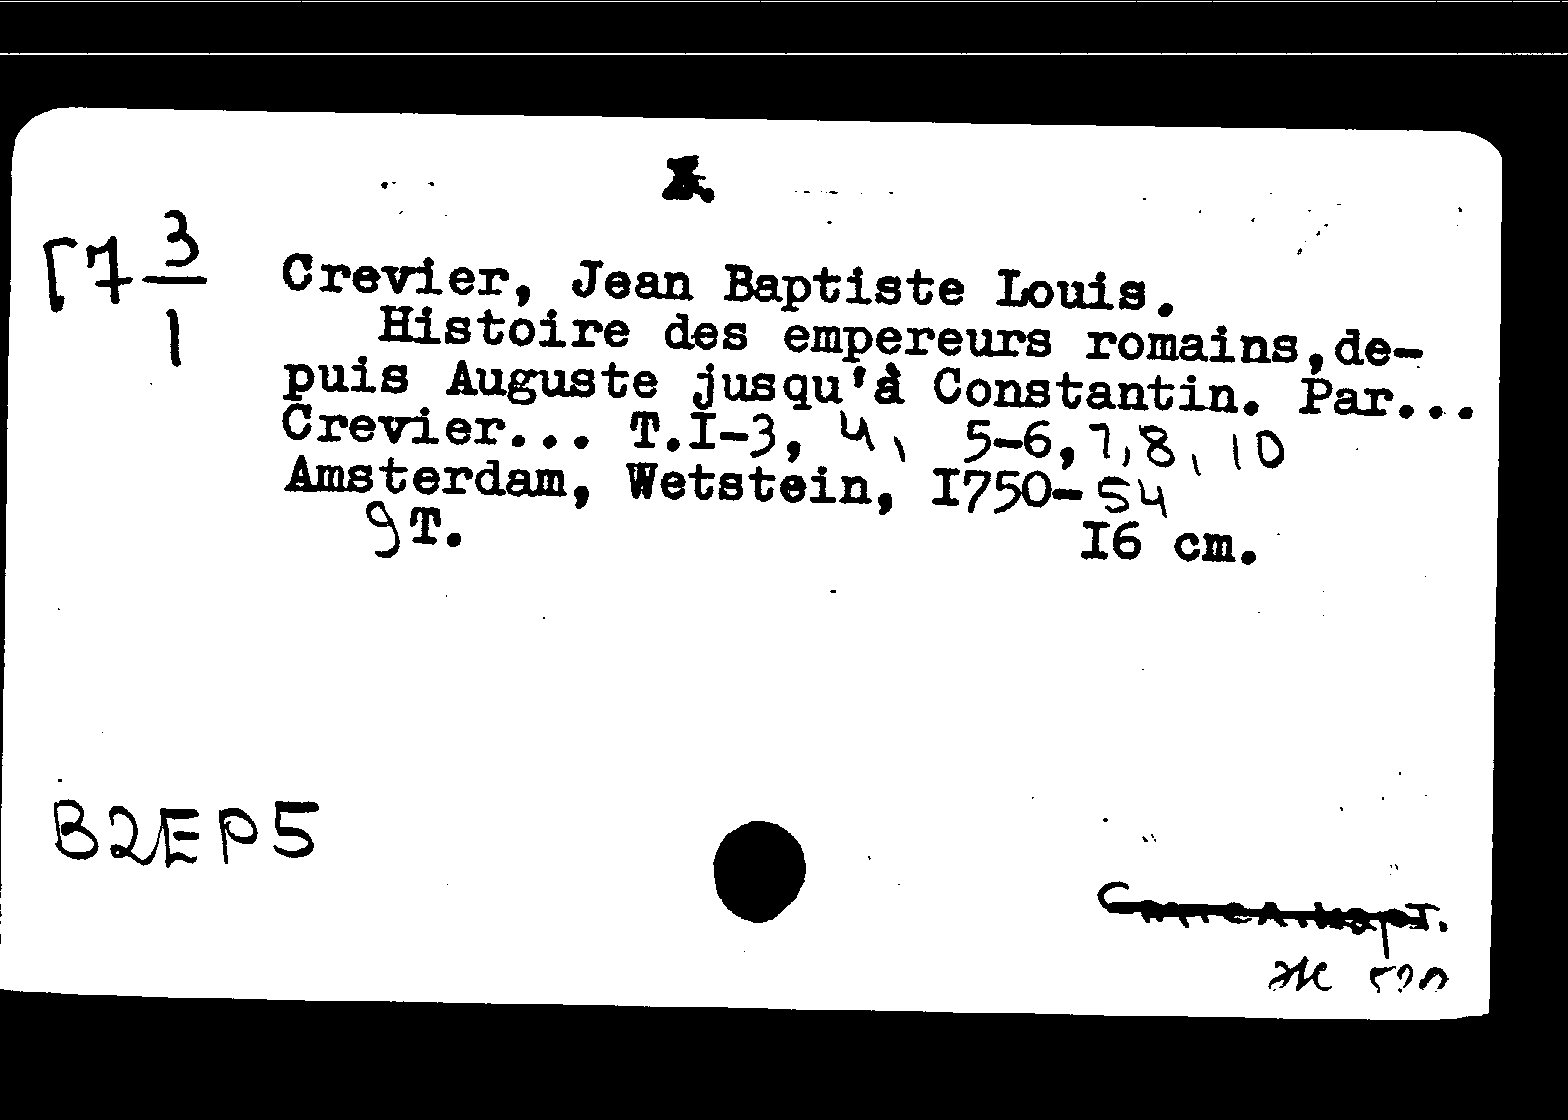 Г7 3/1
Crevier, Jean Baptiste Louis.
Histoire des empereurs romains,de-
puis Auguste jusqu'à Constantin. Par...
Crevier... T.I-3, 4, 5-6,7,8,10
Amsterdam, Wetstein, I750-54
9T. I6 cm.
B2EP5